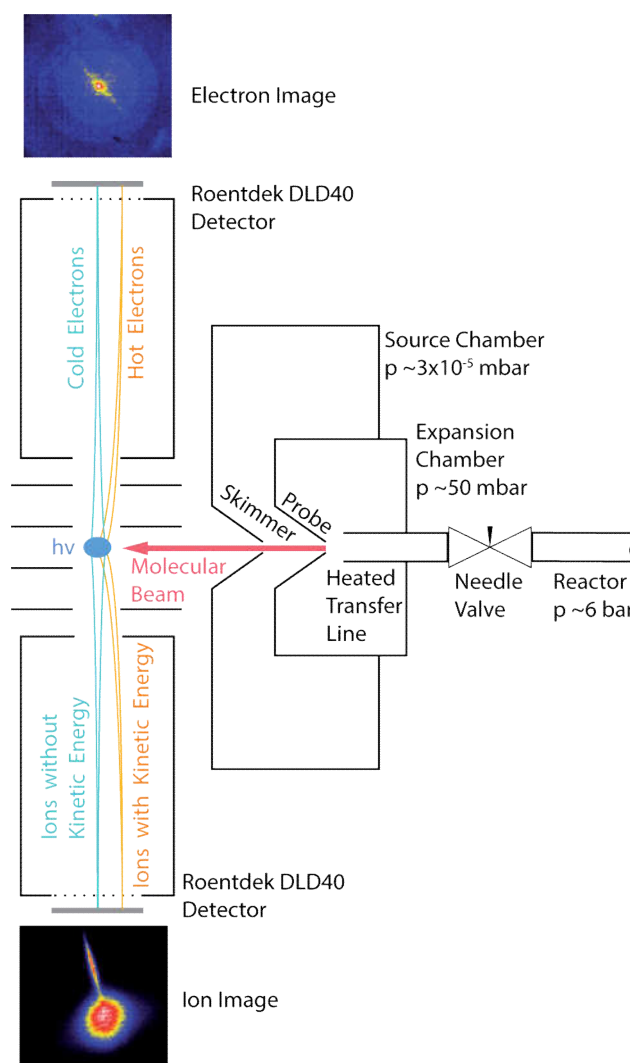 Electron Image
Roentdek DLD40
Detector
Cold Electrons
Hot Electrons
Source Chamber
p ~3x10⁻⁵ mbar
Expansion
Chamber
p ~50 mbar
Skimmer
Probe
hν
Molecular
Beam
Heated
Transfer
Line
Needle
Valve
Reactor
p ~6 bar
Ions without
Kinetic Energy
Ions with Kinetic Energy
Roentdek DLD40
Detector
Ion Image